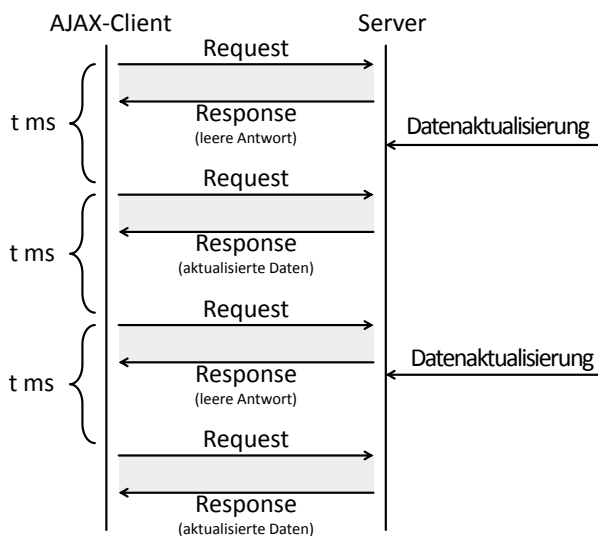 AJAX-Client Server
Request
t ms
Response
(leere Antwort)
Datenaktualisierung
Request
t ms
Response
(aktualisierte Daten)
Request
t ms
Response
(leere Antwort)
Datenaktualisierung
Request
Response
(aktualisierte Daten)